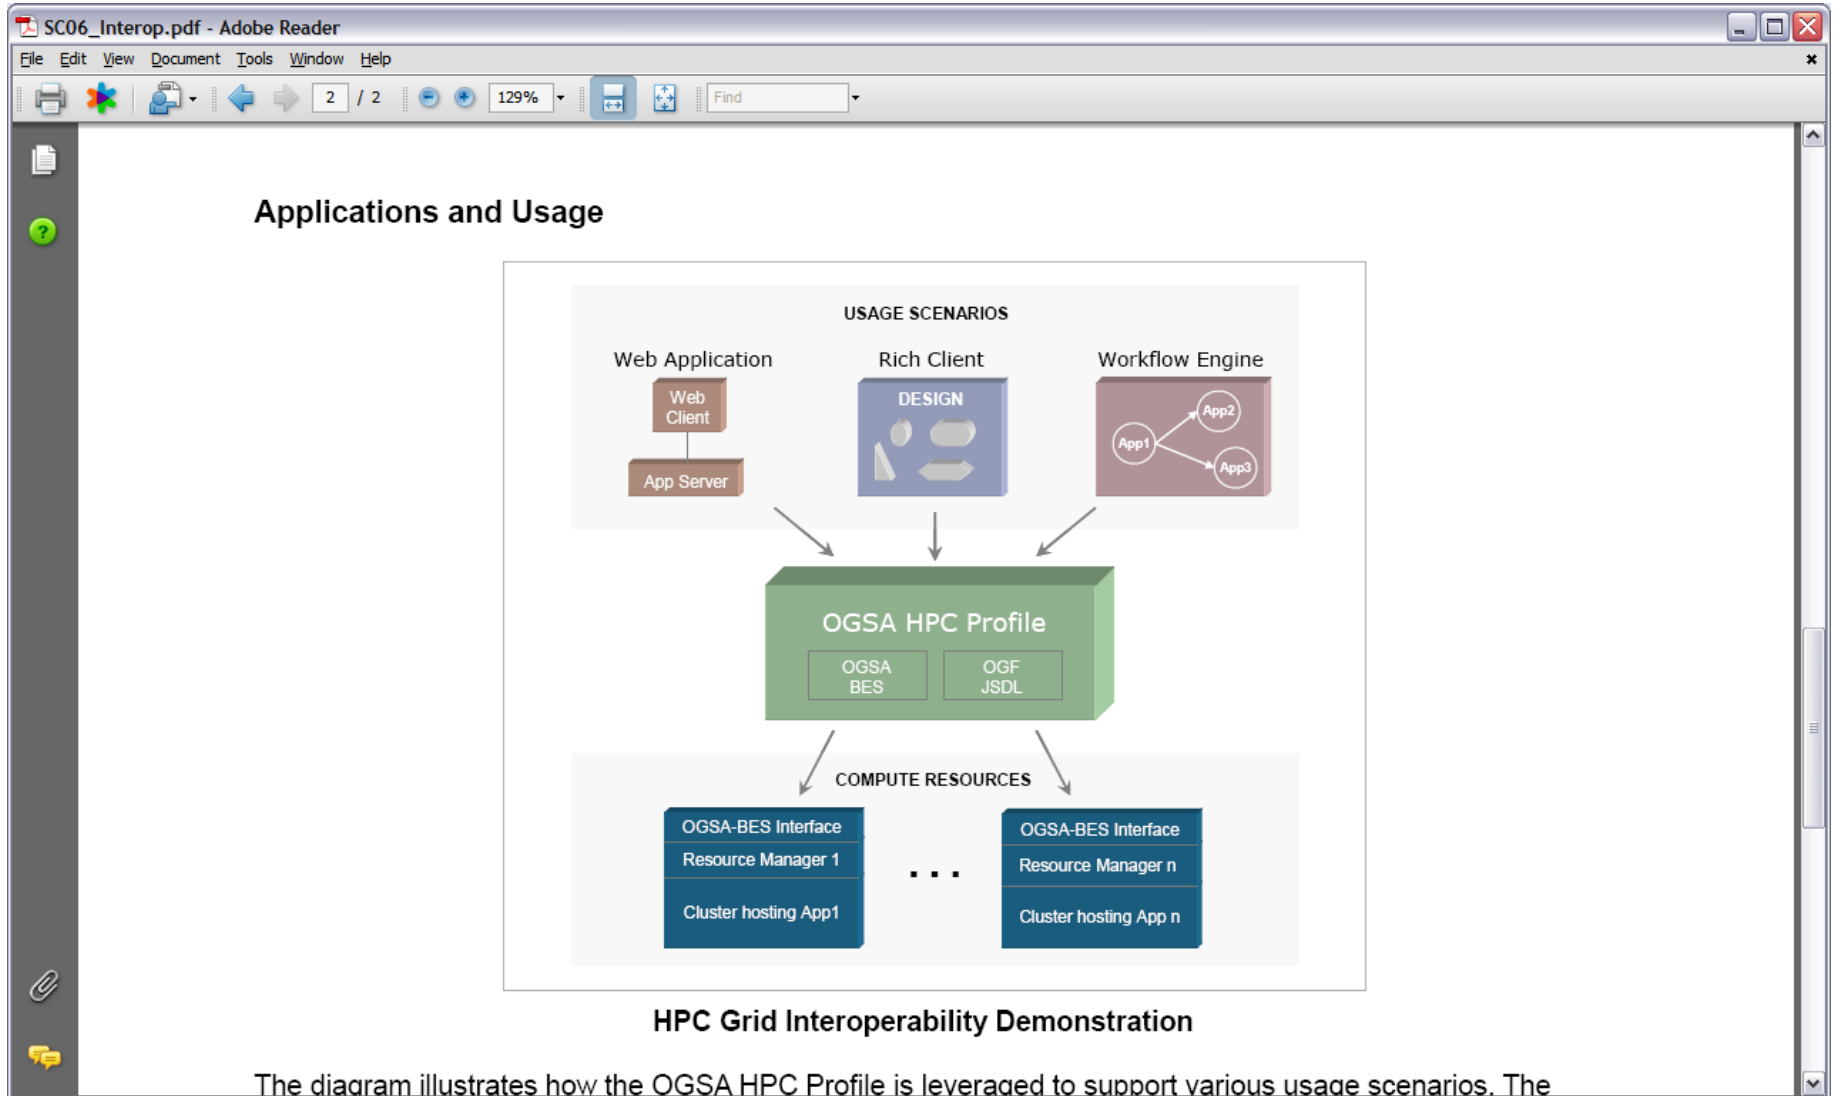 SC06_Interop.pdf - Adobe Reader
File Edit View Document Tools Window Help
2 / 2 129% Find
Applications and Usage
USAGE SCENARIOS
Web Application Rich Client Workflow Engine
Web
Client
App Server
DESIGN
App1
App2
App3
OGSA HPC Profile
OGSA
BES
OGF
JSDL
COMPUTE RESOURCES
OGSA-BES Interface
Resource Manager 1
Cluster hosting App1
. . .
OGSA-BES Interface
Resource Manager n
Cluster hosting App n
HPC Grid Interoperability Demonstration
The diagram illustrates how the OGSA HPC Profile is leveraged to support various usage scenarios. The